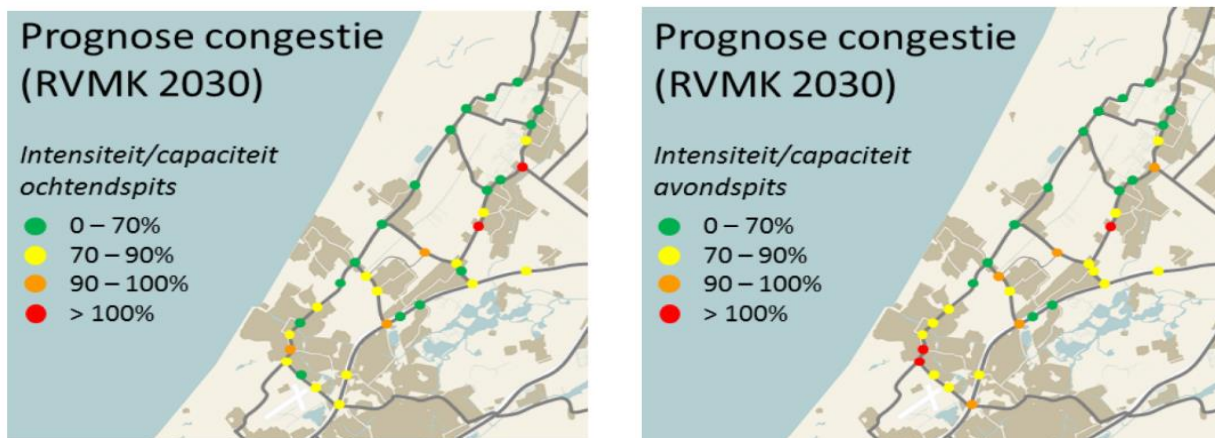 Prognose congestie
(RVMK 2030)
Intensiteit/capaciteit
ochtendspits
0 – 70%
70 – 90%
90 – 100%
> 100%
Prognose congestie
(RVMK 2030)
Intensiteit/capaciteit
avondspits
0 – 70%
70 – 90%
90 – 100%
> 100%